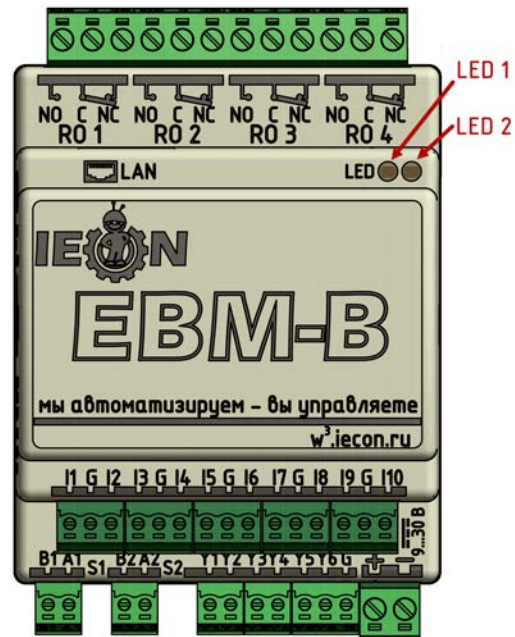 LED 1
NO C NC NO C NC NO C NC NO C NC
RO 1 RO 2 RO 3 RO 4
LED 2
LAN LED
IECON
EBM-B
мы автоматизируем - вы управляете
w³.iecon.ru
I1 G I2 I3 G I4 I5 G I6 I7 G I8 I9 G I10
9...30 В
B1 A1 S1 B2 A2 S2 Y1 Y2 Y3 Y4 Y5 Y6 G + -